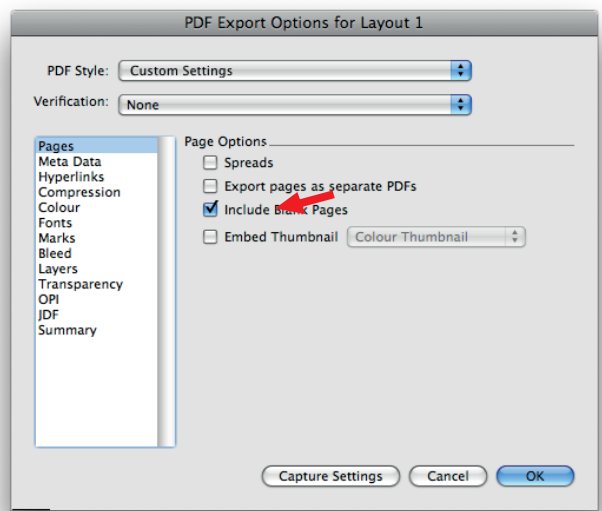 PDF Export Options for Layout 1
PDF Style: Custom Settings
Verification: None
Pages
Meta Data
Hyperlinks
Compression
Colour
Fonts
Marks
Bleed
Layers
Transparency
OPI
JDF
Summary
Page Options
Spreads
Export pages as separate PDFs
Include Blank Pages
Embed Thumbnail Colour Thumbnail
Capture Settings Cancel OK